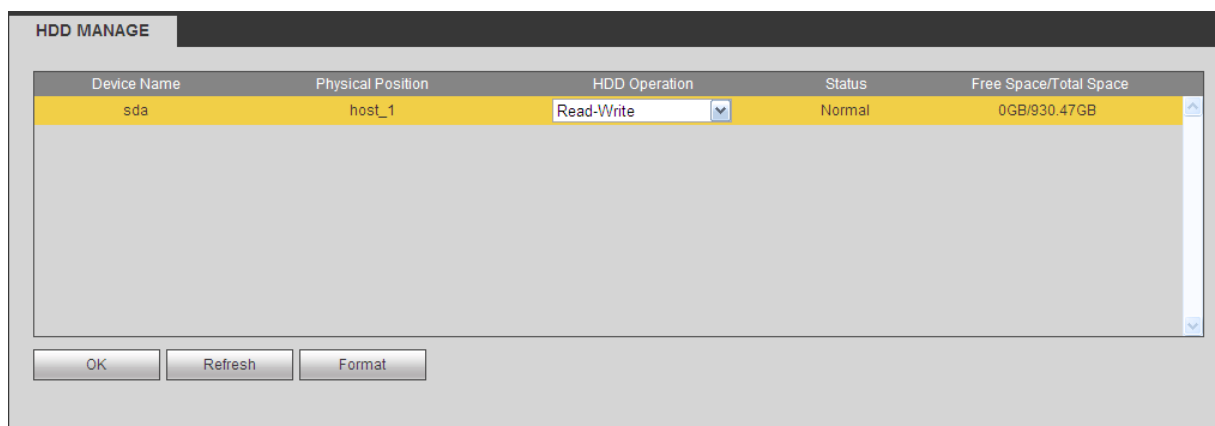 HDD MANAGE
Device Name Physical Position HDD Operation Status Free Space/Total Space
sda host_1 Read-Write Normal 0GB/930.47GB
OK Refresh Format